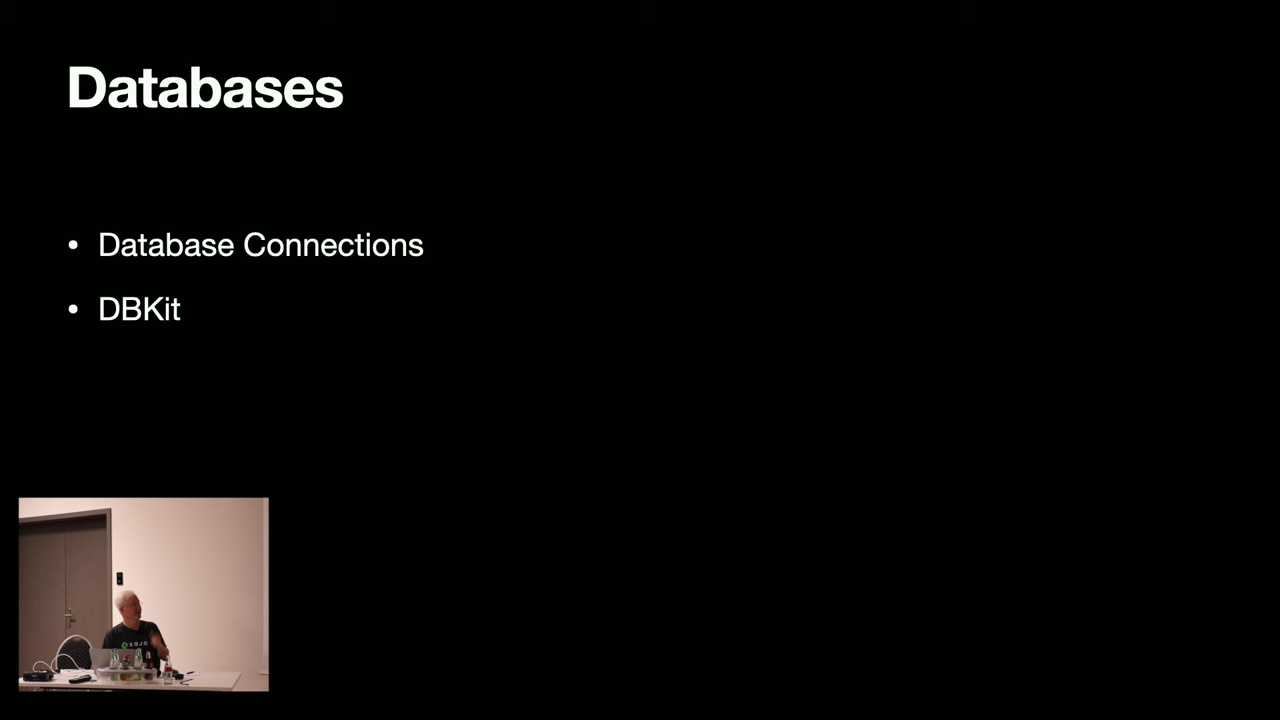 Databases
• Database Connections
• DBKit